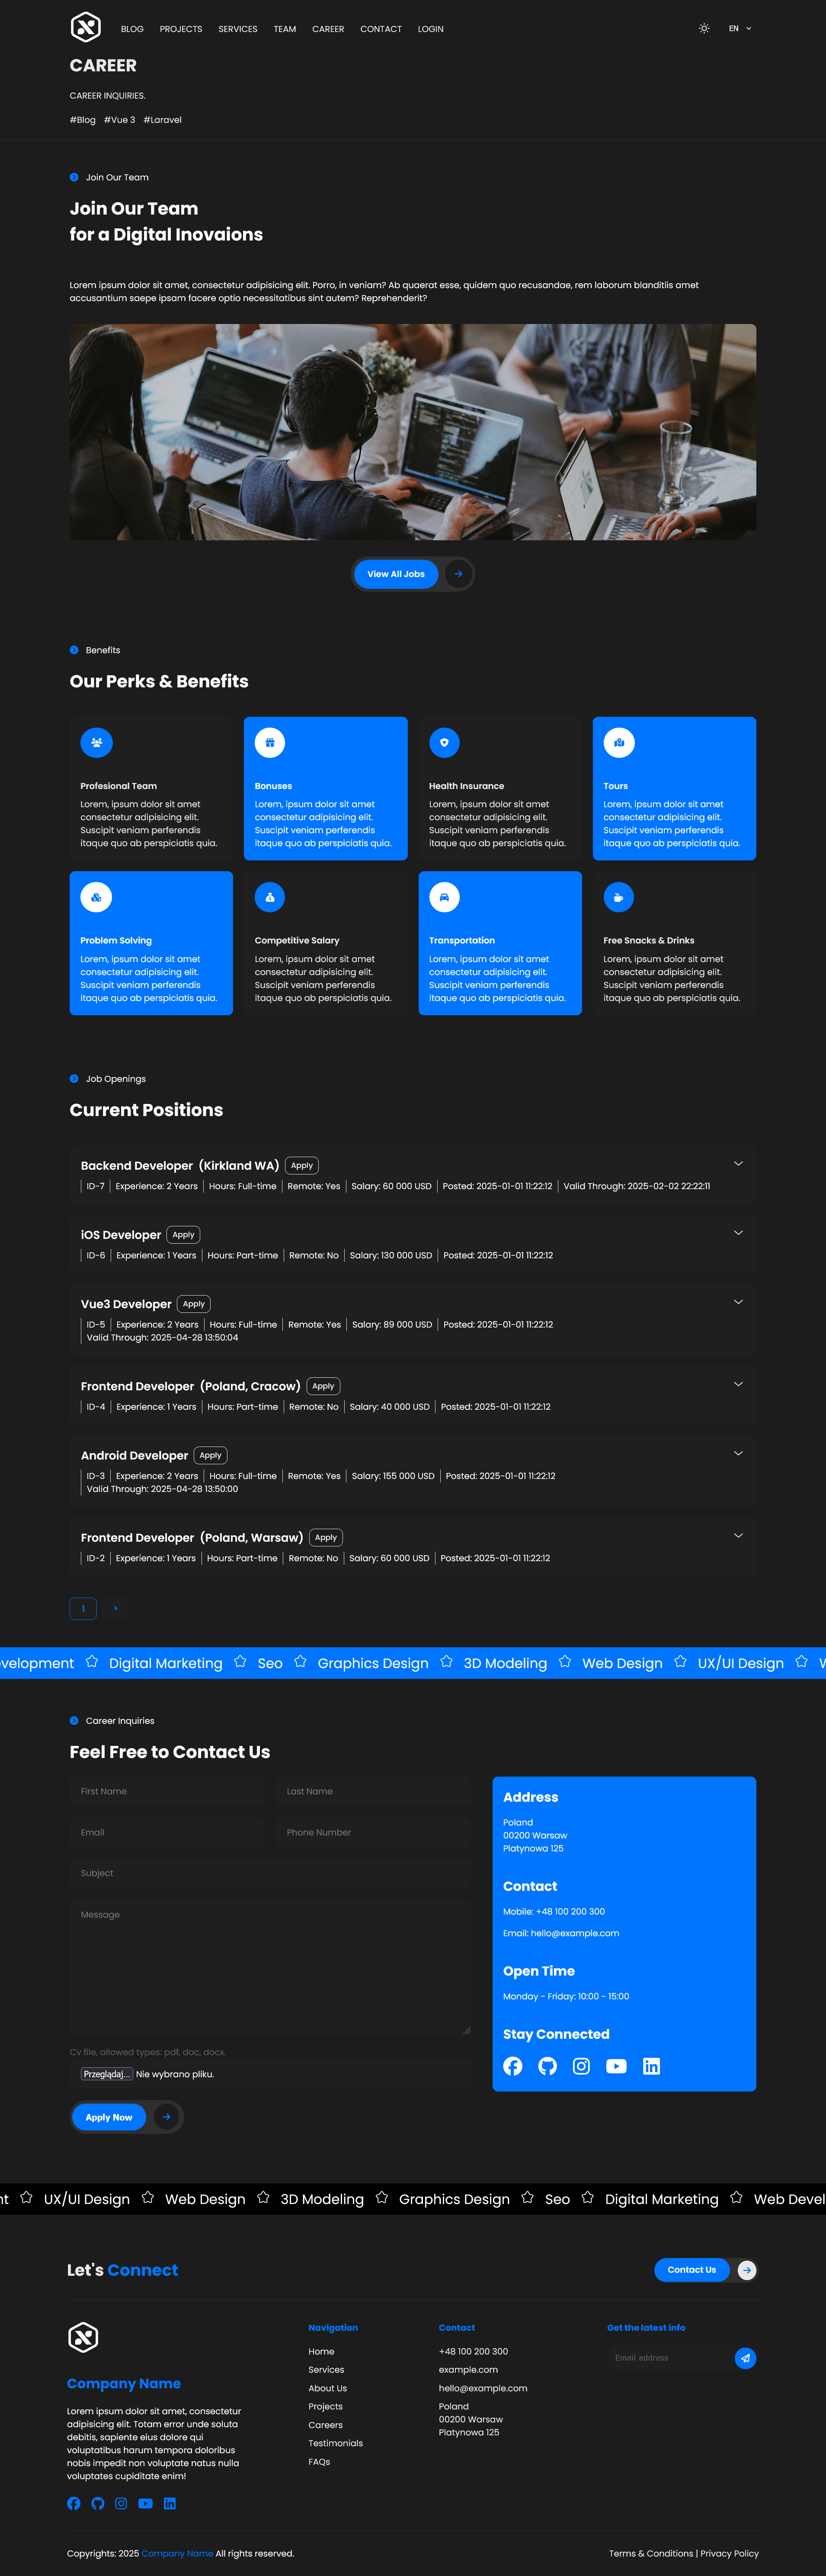 BLOG PROJECTS SERVICES TEAM CAREER CONTACT LOGIN EN
CAREER
CAREER INQUIRIES.
#Blog #Vue 3 #Laravel
Join Our Team
Join Our Team
for a Digital Inovaions
Lorem ipsum dolor sit amet, consectetur adipisicing elit. Porro, in veniam? Ab quaerat esse, quidem quo recusandae, rem laborum blanditiis amet
accusantium saepe ipsam facere optio necessitatibus sint autem? Reprehenderit?
View All Jobs
Benefits
Our Perks & Benefits
Profesional Team
Lorem, ipsum dolor sit amet
consectetur adipisicing elit.
Suscipit veniam perferendis
itaque quo ab perspiciatis quia.
Bonuses
Lorem, ipsum dolor sit amet
consectetur adipisicing elit.
Suscipit veniam perferendis
itaque quo ab perspiciatis quia.
Health Insurance
Lorem, ipsum dolor sit amet
consectetur adipisicing elit.
Suscipit veniam perferendis
itaque quo ab perspiciatis quia.
Tours
Lorem, ipsum dolor sit amet
consectetur adipisicing elit.
Suscipit veniam perferendis
itaque quo ab perspiciatis quia.
Problem Solving
Lorem, ipsum dolor sit amet
consectetur adipisicing elit.
Suscipit veniam perferendis
itaque quo ab perspiciatis quia.
Competitive Salary
Lorem, ipsum dolor sit amet
consectetur adipisicing elit.
Suscipit veniam perferendis
itaque quo ab perspiciatis quia.
Transportation
Lorem, ipsum dolor sit amet
consectetur adipisicing elit.
Suscipit veniam perferendis
itaque quo ab perspiciatis quia.
Free Snacks & Drinks
Lorem, ipsum dolor sit amet
consectetur adipisicing elit.
Suscipit veniam perferendis
itaque quo ab perspiciatis quia.
Job Openings
Current Positions
Backend Developer (Kirkland WA) Apply
ID-7 Experience: 2 Years Hours: Full-time Remote: Yes Salary: 60 000 USD Posted: 2025-01-01 11:22:12 Valid Through: 2025-02-02 22:22:11
iOS Developer Apply
ID-6 Experience: 1 Years Hours: Part-time Remote: No Salary: 130 000 USD Posted: 2025-01-01 11:22:12
Vue3 Developer Apply
ID-5 Experience: 2 Years Hours: Full-time Remote: Yes Salary: 89 000 USD Posted: 2025-01-01 11:22:12
Valid Through: 2025-04-28 13:50:04
Frontend Developer (Poland, Cracow) Apply
ID-4 Experience: 1 Years Hours: Part-time Remote: No Salary: 40 000 USD Posted: 2025-01-01 11:22:12
Android Developer Apply
ID-3 Experience: 2 Years Hours: Full-time Remote: Yes Salary: 155 000 USD Posted: 2025-01-01 11:22:12
Valid Through: 2025-04-28 13:50:00
Frontend Developer (Poland, Warsaw) Apply
ID-2 Experience: 1 Years Hours: Part-time Remote: No Salary: 60 000 USD Posted: 2025-01-01 11:22:12
1 >
velopment Digital Marketing Seo Graphics Design 3D Modeling Web Design UX/UI Design W
Career Inquiries
Feel Free to Contact Us
First Name Last Name
Email Phone Number
Subject
Message
Cv file, allowed types: pdf, doc, docx.
Przeglądaj... Nie wybrano pliku.
Apply Now
Address
Poland
00200 Warsaw
Platynowa 125
Contact
Mobile: +48 100 200 300
Email: hello@example.com
Open Time
Monday - Friday: 10:00 - 15:00
Stay Connected
nt UX/UI Design Web Design 3D Modeling Graphics Design Seo Digital Marketing Web Devel
Let's Connect
Contact Us
Company Name
Lorem ipsum dolor sit amet, consectetur
adipisicing elit. Totam error unde soluta
debitis, sapiente eius dolore qui
voluptatibus harum tempora doloribus
nobis impedit non voluptate natus nulla
voluptates cupiditate enim!
Navigation
Home
Services
About Us
Projects
Careers
Testimonials
FAQs
Contact
+48 100 200 300
example.com
hello@example.com
Poland
00200 Warsaw
Platynowa 125
Get the latest info
Email address
Copyrights: 2025 Company Name All rights reserved.
Terms & Conditions | Privacy Policy